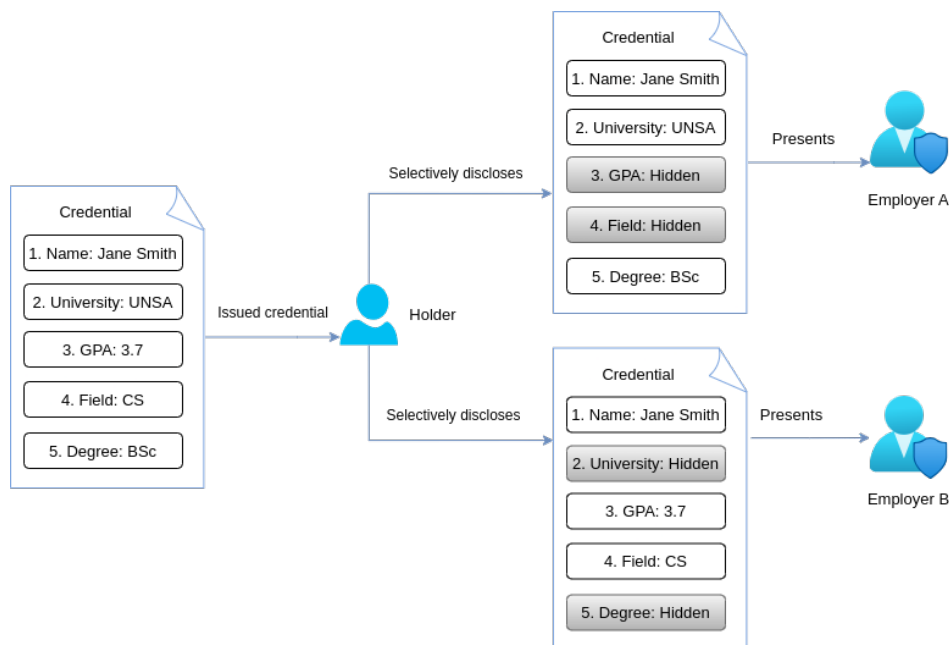 Credential
1. Name: Jane Smith
2. University: UNSA
3. GPA: 3.7
4. Field: CS
5. Degree: BSc
Issued credential
Holder
Selectively discloses
Credential
1. Name: Jane Smith
2. University: UNSA
3. GPA: Hidden
4. Field: Hidden
5. Degree: BSc
Presents
Employer A
Selectively discloses
Credential
1. Name: Jane Smith
2. University: Hidden
3. GPA: 3.7
4. Field: CS
5. Degree: Hidden
Presents
Employer B